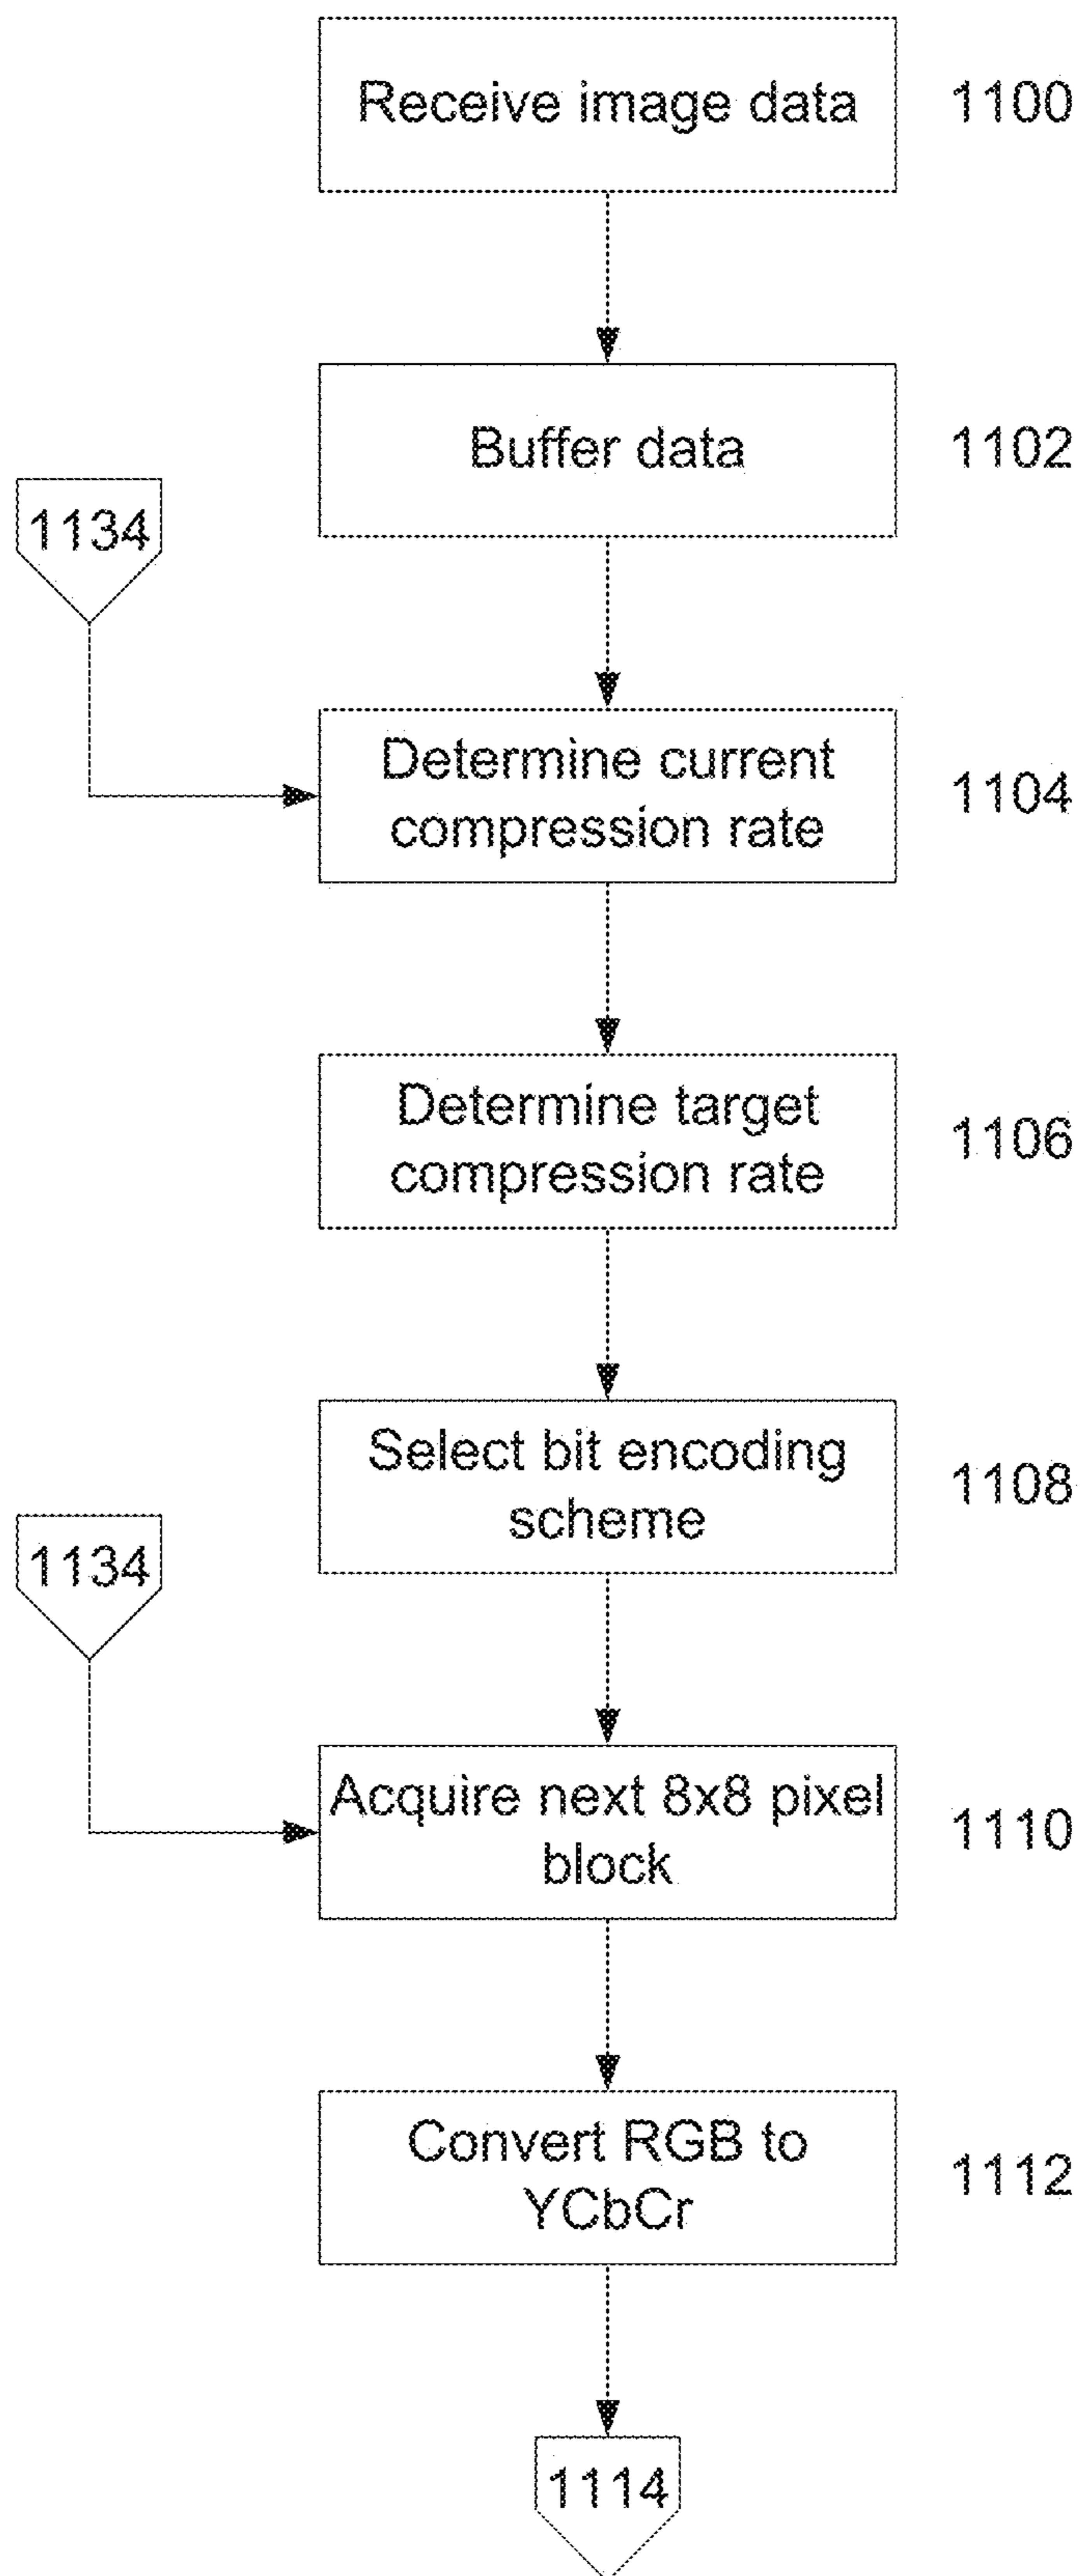 Receive image data
1100
Buffer data
1102
1134
Determine current
compression rate
1104
Determine target
compression rate
1106
Select bit encoding
scheme
1108
1134
Acquire next 8x8 pixel
block
1110
Convert RGB to
YCbCr
1112
1114